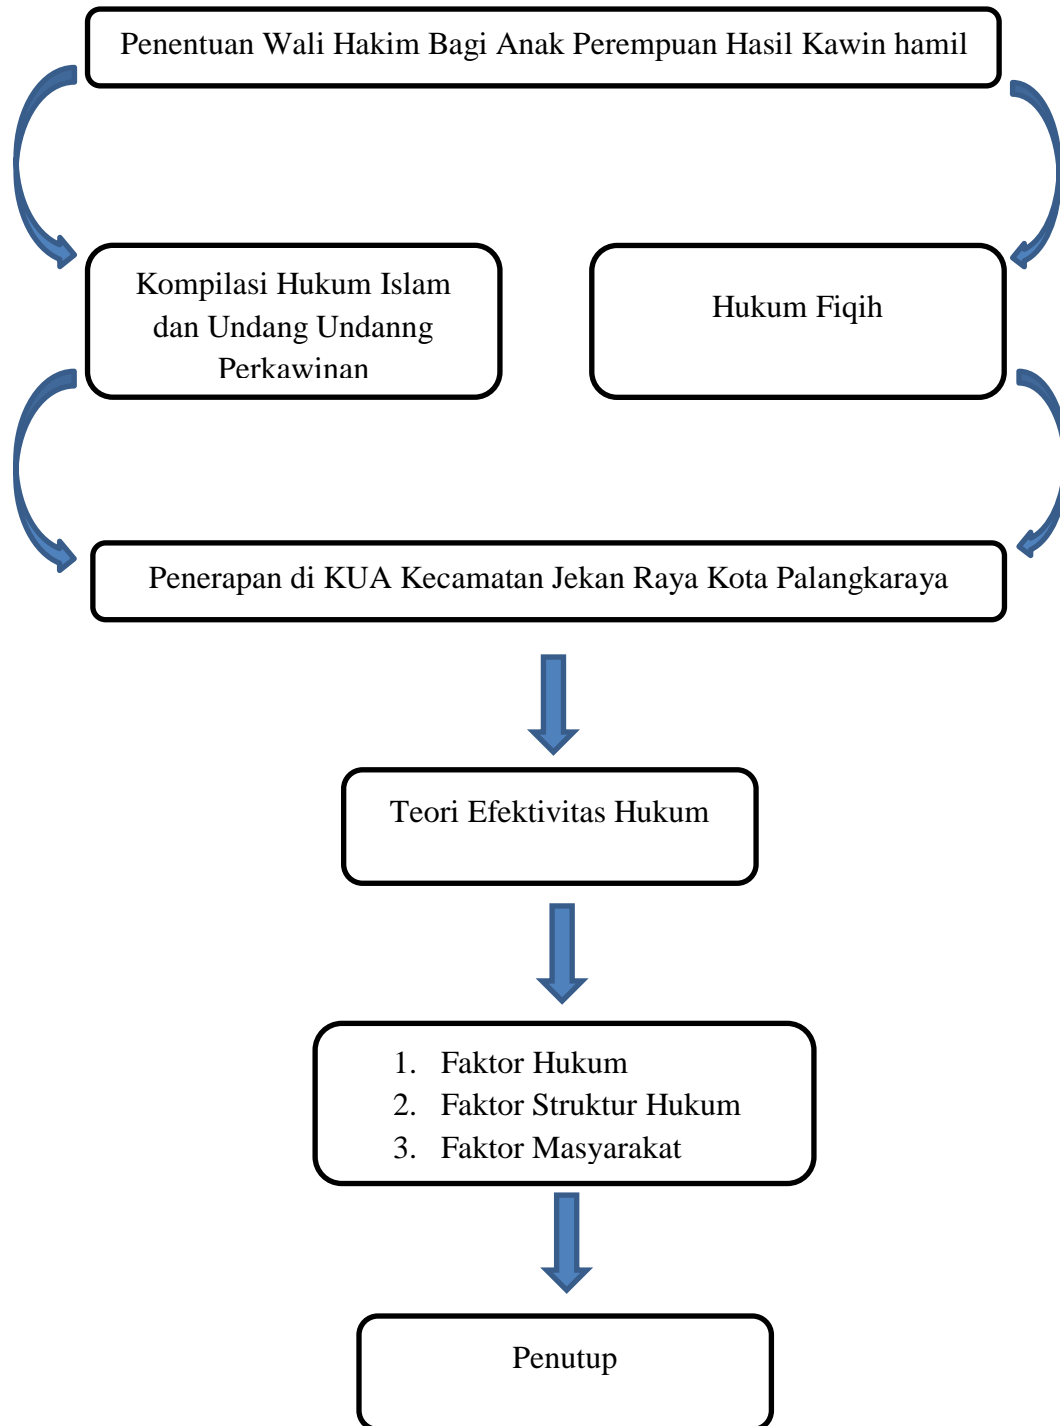 Penentuan Wali Hakim Bagi Anak Perempuan Hasil Kawin hamil
Kompilasi Hukum Islam
dan Undang Undanng
Perkawinan
Hukum Fiqih
Penerapan di KUA Kecamatan Jekan Raya Kota Palangkaraya
Teori Efektivitas Hukum
1. Faktor Hukum
2. Faktor Struktur Hukum
3. Faktor Masyarakat
Penutup